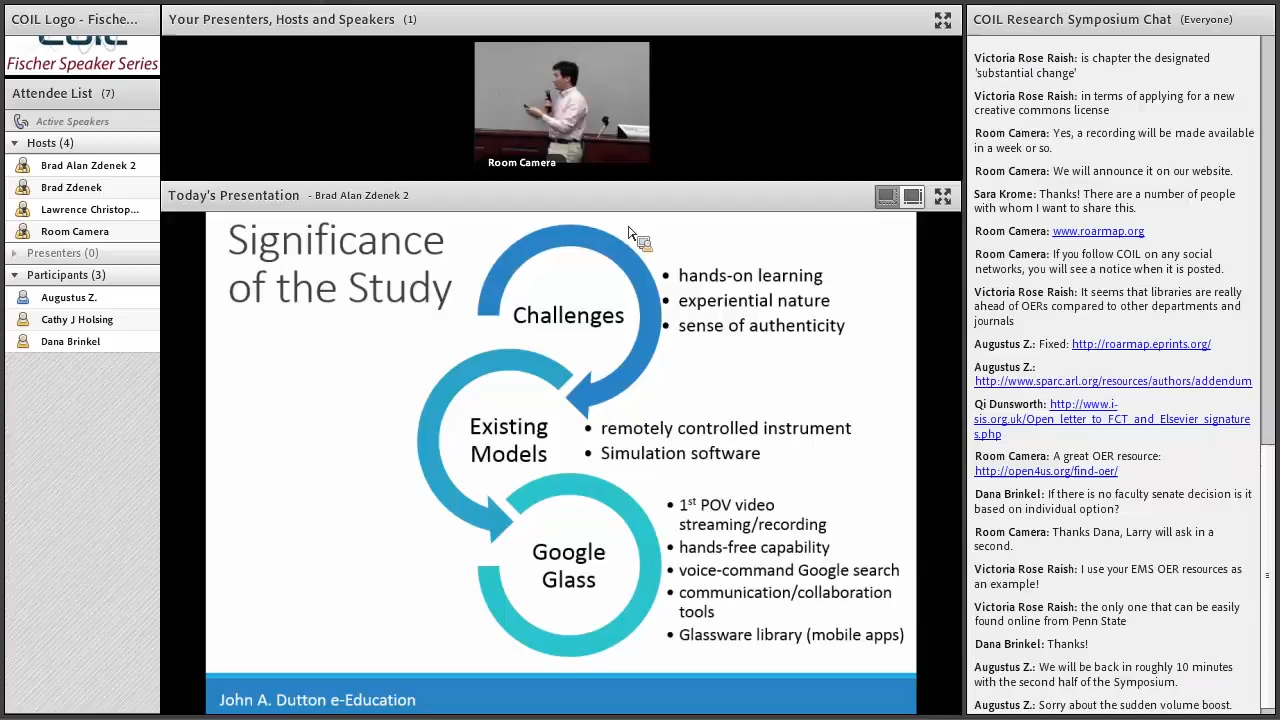 COIL Logo - Fische...
COIL
Fischer Speaker Series
Attendee List (7)
Active Speakers
Hosts (4)
Brad Alan Zdenek 2
Brad Zdenek
Lawrence Christop...
Room Camera
Presenters (0)
Participants (3)
Augustus Z.
Cathy J Holsing
Dana Brinkel
Your Presenters, Hosts and Speakers (1)
Room Camera
Today's Presentation - Brad Alan Zdenek 2
Significance
of the Study
Challenges
• hands-on learning
• experiential nature
• sense of authenticity
Existing
Models
• remotely controlled instrument
• Simulation software
Google
Glass
• 1st POV video
streaming/recording
• hands-free capability
• voice-command Google search
• communication/collaboration
tools
• Glassware library (mobile apps)
John A. Dutton e-Education
COIL Research Symposium Chat (Everyone)
Victoria Rose Raish: is chapter the designated
'substantial change'
Victoria Rose Raish: in terms of applying for a new
creative commons license
Room Camera: Yes, a recording will be made available
in a week or so.
Room Camera: We will announce it on our website.
Sara Krome: Thanks! There are a number of people
with whom I want to share this.
Room Camera: www.roarmap.org
Room Camera: If you follow COIL on any social
networks, you will see a notice when it is posted.
Victoria Rose Raish: It seems that libraries are really
ahead of OERs compared to other departments and
journals
Augustus Z.: Fixed: http://roarmap.eprints.org/
Augustus Z.:
http://www.sparc.arl.org/resources/authors/addendum
Qi Dunsworth: http://www.i-
sis.org.uk/Open_letter_to_FCT_and_Elsevier_signature
s.php
Room Camera: A great OER resource:
http://open4us.org/find-oer/
Dana Brinkel: If there is no faculty senate decision is it
based on individual option?
Room Camera: Thanks Dana, Larry will ask in a
second.
Victoria Rose Raish: I use your EMS OER resources as
an example!
Victoria Rose Raish: the only one that can be easily
found online from Penn State
Dana Brinkel: Thanks!
Augustus Z.: We will be back in roughly 10 minutes
with the second half of the Symposium.
Augustus Z.: Sorry about the sudden volume boost.